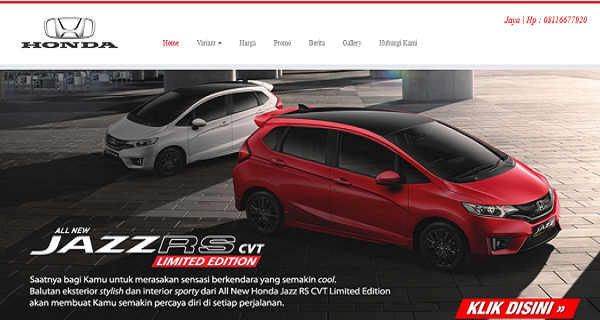 Jaya | Hp : 08116677920
HONDA
Home Variant Harga Promo Berita Gallery Hubungi Kami
ALL NEW
JAZZ RS CVT
LIMITED EDITION
Saatnya bagi Kamu untuk merasakan sensasi berkendara yang semakin cool.
Balutan eksterior stylish dan interior sporty dari All New Honda Jazz RS CVT Limited Edition
akan membuat Kamu semakin percaya diri di setiap perjalanan.
KLIK DISINI »